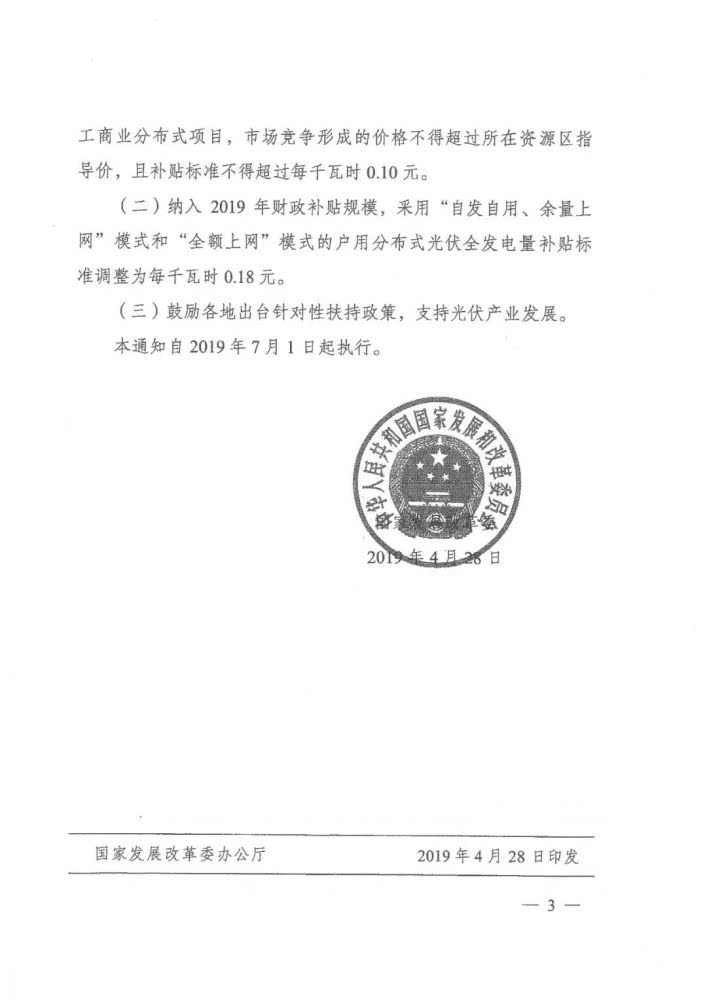 工商业分布式项目，市场竞争形成的价格不得超过所在资源区指
导价，且补贴标准不得超过每千瓦时 0.10 元。
（二）纳入 2019 年财政补贴规模，采用“自发自用、余量上
网”模式和“全额上网”模式的户用分布式光伏全发电量补贴标
准调整为每千瓦时 0.18 元。
（三）鼓励各地出台针对性扶持政策，支持光伏产业发展。
本通知自 2019 年 7 月 1 日起执行。
中华人民共和国国家发展和改革委员会
国家发展改革委
2019 年 4 月 28 日
国家发展改革委办公厅
2019 年 4 月 28 日印发
— 3 —